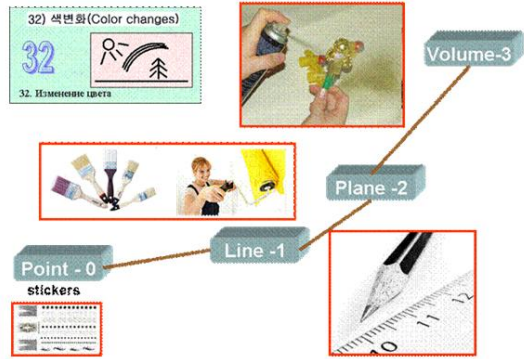 32) 색변화(Color changes)
32
32. Изменение цвета
Volume-3
Plane -2
Line -1
Point - 0
stickers
10 11 12